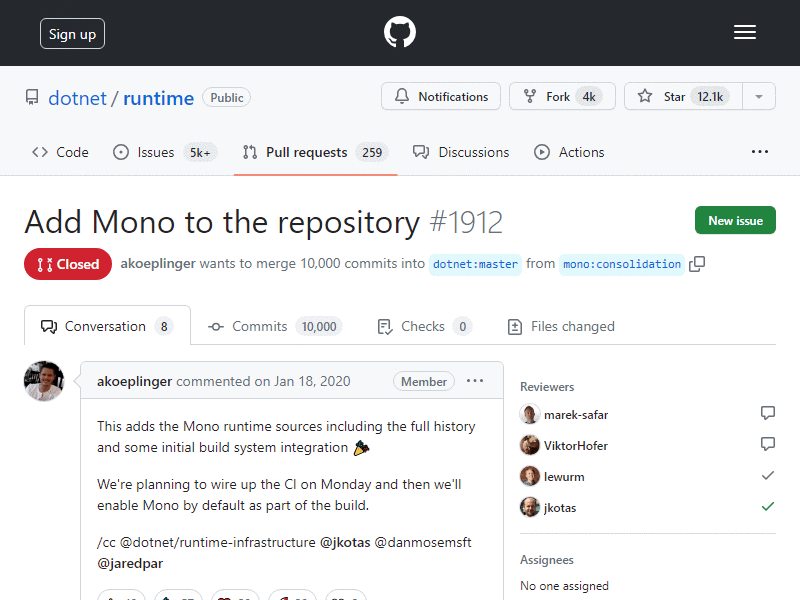 Sign up
dotnet / runtime Public
Notifications Fork 4k Star 12.1k
Code Issues 5k+ Pull requests 259 Discussions Actions
Add Mono to the repository #1912
New issue
Closed akoeplinger wants to merge 10,000 commits into dotnet:master from mono:consolidation
Conversation 8 Commits 10,000 Checks 0 Files changed
akoeplinger commented on Jan 18, 2020 Member
This adds the Mono runtime sources including the full history
and some initial build system integration
We're planning to wire up the CI on Monday and then we'll
enable Mono by default as part of the build.
/cc @dotnet/runtime-infrastructure @jkotas @danmosemsft
@jaredpar
Reviewers
marek-safar
ViktorHofer
lewurm
jkotas
Assignees
No one assigned